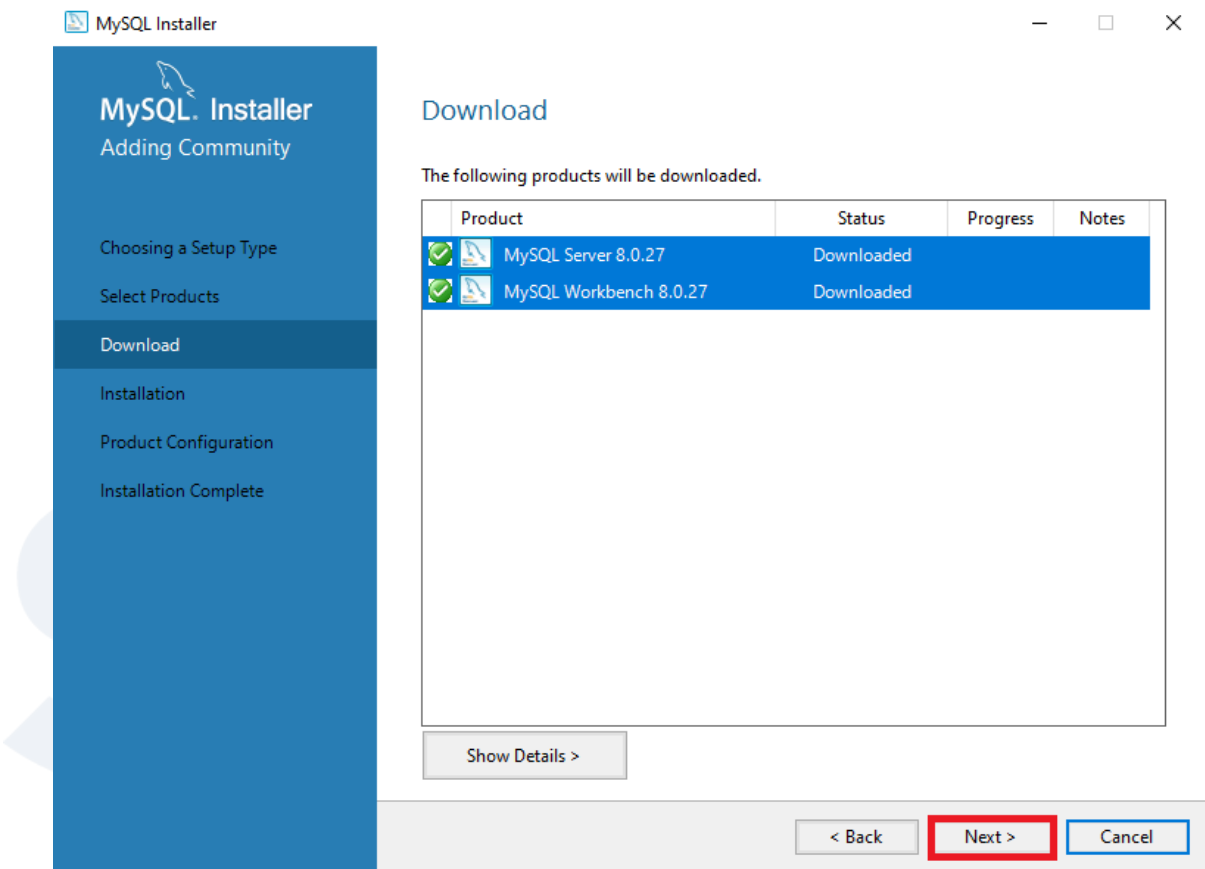 MySQL Installer
MySQL. Installer
Adding Community
Choosing a Setup Type
Select Products
Download
Installation
Product Configuration
Installation Complete
Download
The following products will be downloaded.
Product Status Progress Notes
MySQL Server 8.0.27 Downloaded
MySQL Workbench 8.0.27 Downloaded
Show Details >
< Back Next > Cancel